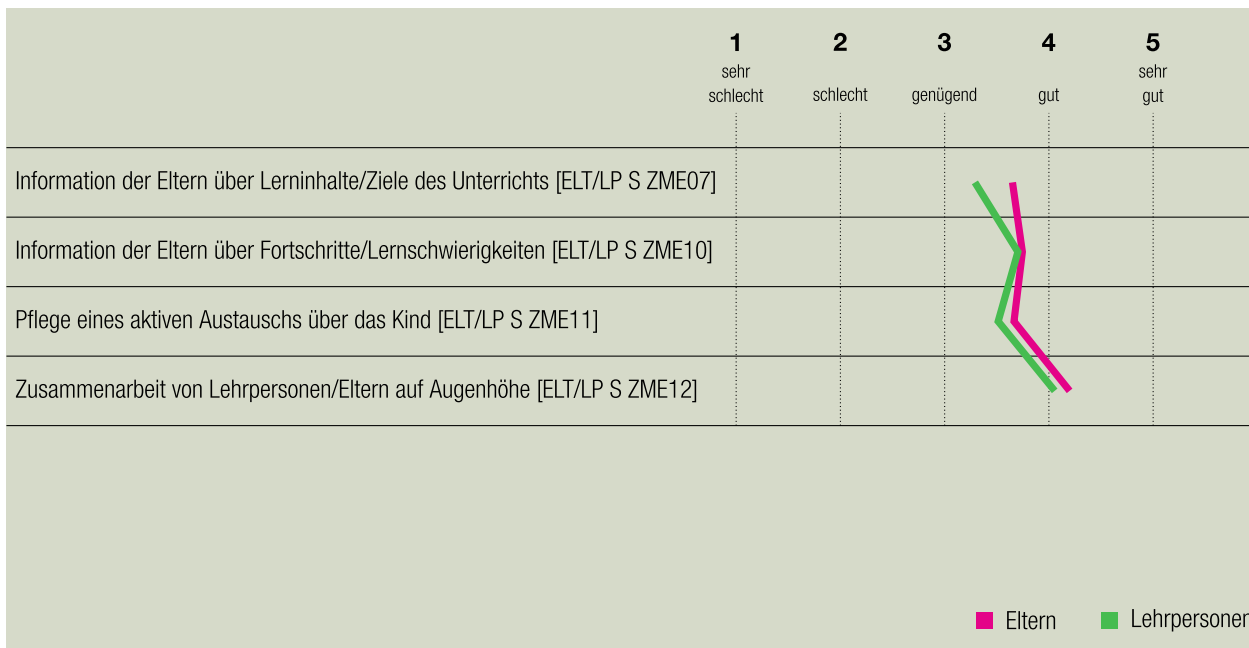 1 2 3 4 5
sehr schlecht schlecht genügend gut sehr gut
Information der Eltern über Lerninhalte/Ziele des Unterrichts [ELT/LP S ZME07]
Information der Eltern über Fortschritte/Lernschwierigkeiten [ELT/LP S ZME10]
Pflege eines aktiven Austauschs über das Kind [ELT/LP S ZME11]
Zusammenarbeit von Lehrpersonen/Eltern auf Augenhöhe [ELT/LP S ZME12]
Eltern Lehrpersonen